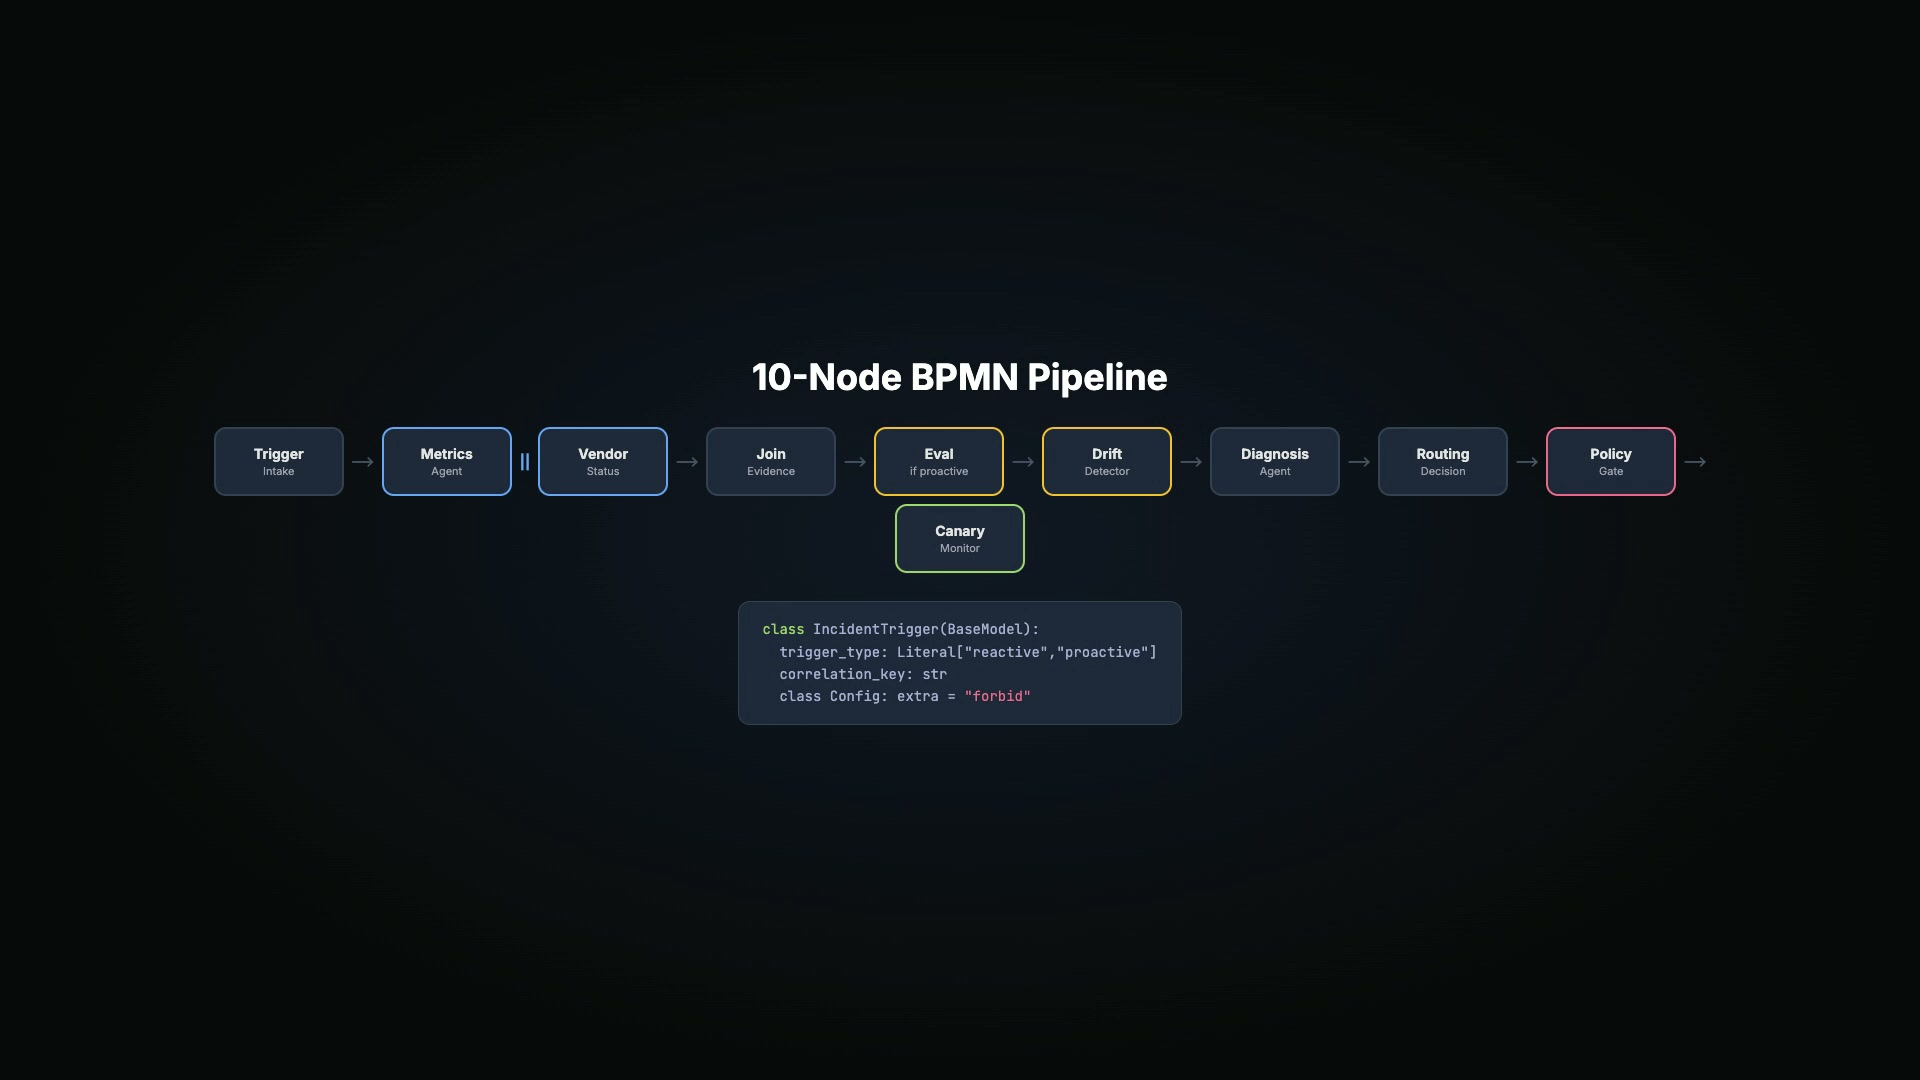 10-Node BPMN Pipeline
Trigger
Intake
→
Metrics
Agent
||
Vendor
Status
→
Join
Evidence
→
Eval
if proactive
→
Drift
Detector
→
Diagnosis
Agent
→
Routing
Decision
→
Policy
Gate
→
Canary
Monitor
class IncidentTrigger(BaseModel):
  trigger_type: Literal["reactive","proactive"]
  correlation_key: str
  class Config: extra = "forbid"